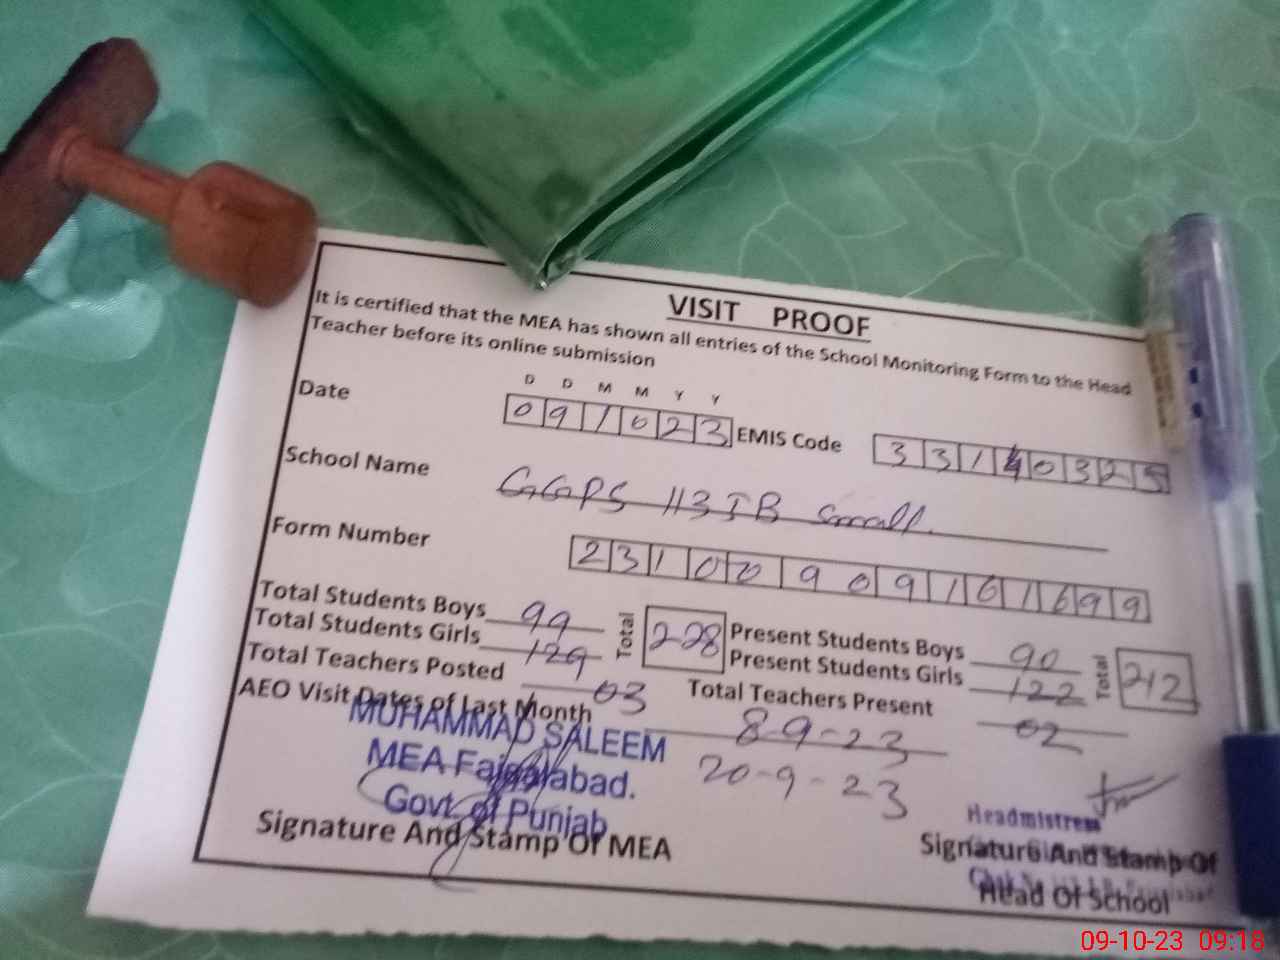 VISIT PROOF
It is certified that the MEA has shown all entries of the School Monitoring Form to the Head
Teacher before its online submission
D D M M Y Y
Date 0 9 1 0 2 3 EMIS Code 3 3 1 4 0 3 2 5
School Name GGPS 113 JB Small.
Form Number 2 3 1 0 0 9 0 9 1 6 1 6 9 9
Total Students Boys 99 Total 228 Present Students Boys 90 Total 212
Total Students Girls 129 Present Students Girls 122
Total Teachers Posted 03 Total Teachers Present 02
AEO Visit Dates of Last Month 8-9-23
20-9-23
MUHAMMAD SALEEM
MEA Faisalabad.
Govt of Punjab
Signature And Stamp Of MEA
Headmistress
Signature And Stamp Of
Head Of School
09-10-23 09:18